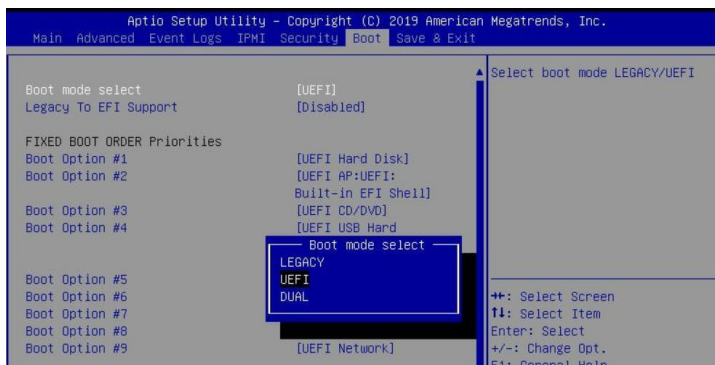 Aptio Setup Utility - Copyright (C) 2019 American Megatrends, Inc.
Main Advanced Event Logs IPMI Security Boot Save & Exit
Select boot mode LEGACY/UEFI
Boot mode select [UEFI]
Legacy To EFI Support [Disabled]
FIXED BOOT ORDER Priorities
Boot Option #1 [UEFI Hard Disk]
Boot Option #2 [UEFI AP:UEFI:
Built-in EFI Shell]
Boot Option #3 [UEFI CD/DVD]
Boot Option #4 [UEFI USB Hard
Boot mode select
LEGACY
UEFI
DUAL
Boot Option #5
Boot Option #6
Boot Option #7
Boot Option #8
Boot Option #9 [UEFI Network]
→←: Select Screen
↑↓: Select Item
Enter: Select
+/-: Change Opt.
F1: General Help